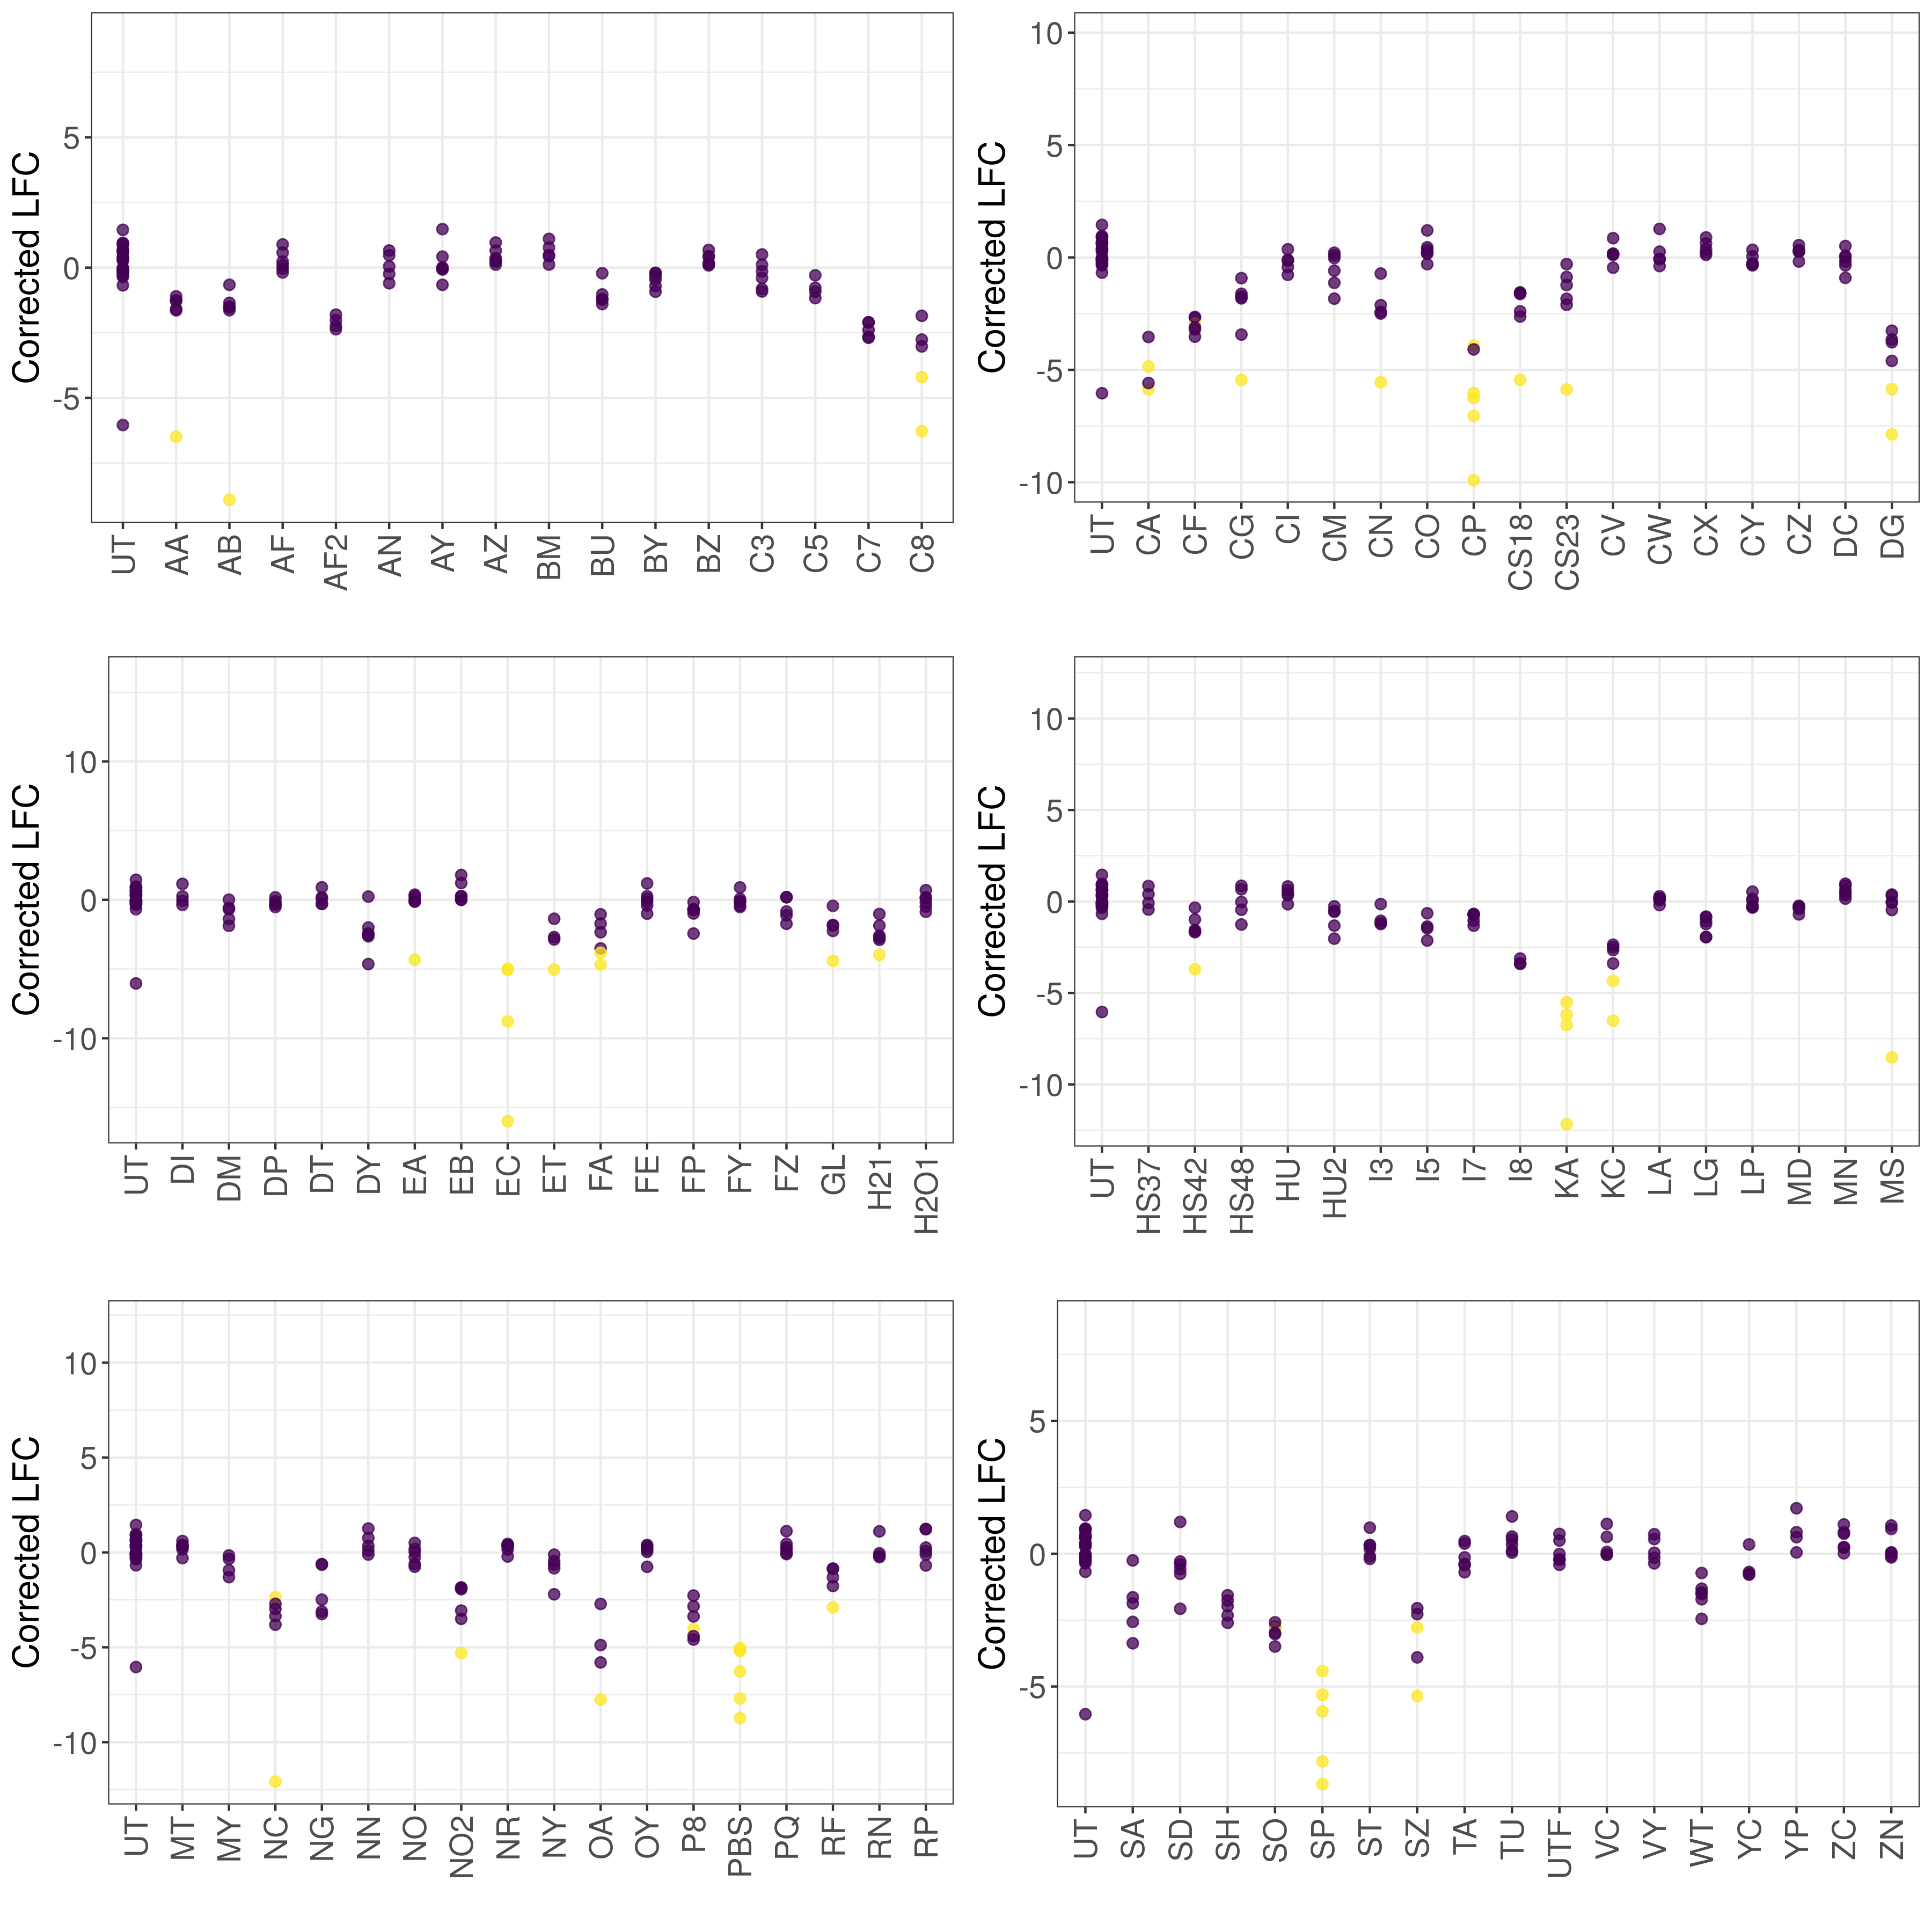 Corrected LFC
5
0
-5
UT AA AB AF AF2 AN AY AZ BM BU BY BZ C3 C5 C7 C8
Corrected LFC
10
5
0
-5
-10
UT CA CF CG CI CM CN CO CP CS18 CS23 CV CW CX CY CZ DC DG
Corrected LFC
10
0
-10
UT DI DM DP DT DY EA EB EC ET FA FE FP FY FZ GL H21 H2O1
Corrected LFC
10
5
0
-5
-10
UT HS37 HS42 HS48 HU HU2 I3 I5 I7 I8 KA KC LA LG LP MD MN MS
Corrected LFC
10
5
0
-5
-10
UT MT MY NC NG NN NO NO2 NR NY OA OY P8 PBS PQ RF RN RP
Corrected LFC
5
0
-5
UT SA SD SH SO SP ST SZ TA TU UTF VC VY WT YC YP ZC ZN